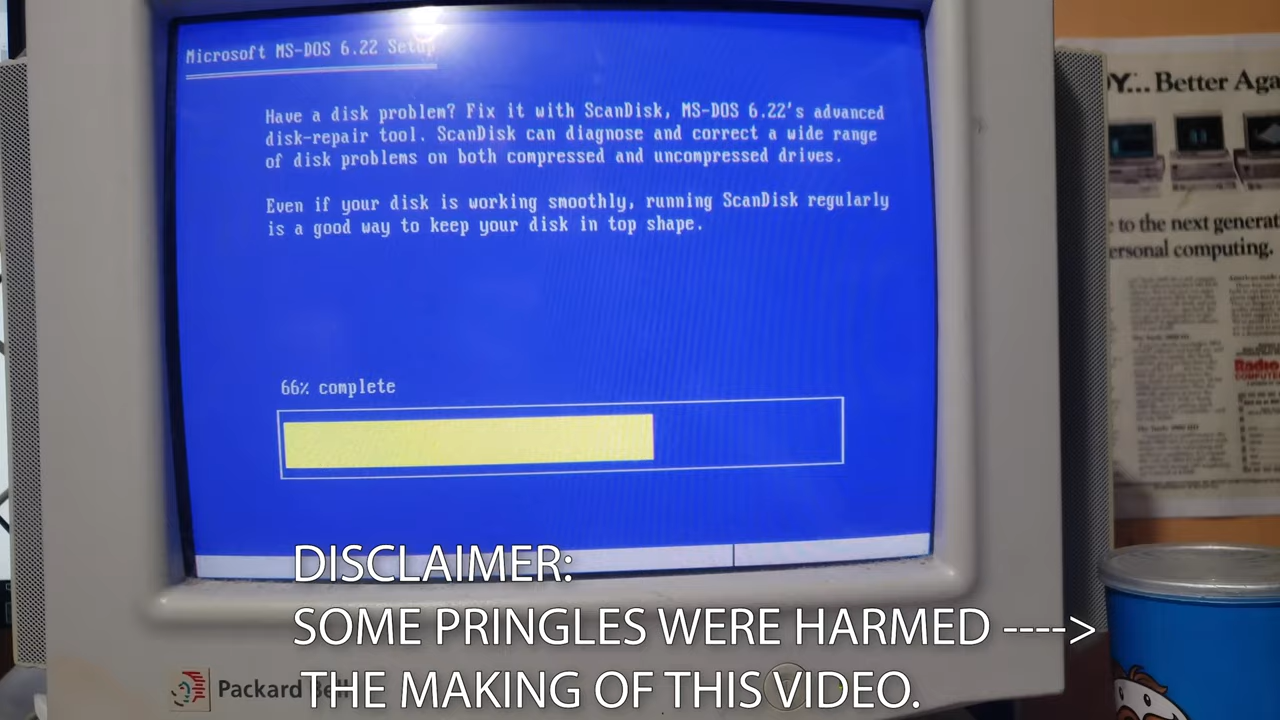 Microsoft MS-DOS 6.22 Setup
Have a disk problem? Fix it with ScanDisk, MS-DOS 6.22's advanced
disk-repair tool. ScanDisk can diagnose and correct a wide range
of disk problems on both compressed and uncompressed drives.
Even if your disk is working smoothly, running ScanDisk regularly
is a good way to keep your disk in top shape.
66% complete
DISCLAIMER:
SOME PRINGLES WERE HARMED ---->
THE MAKING OF THIS VIDEO.
Packard Bell
Y... Better Aga
e to the next generat
ersonal computing.
Radio